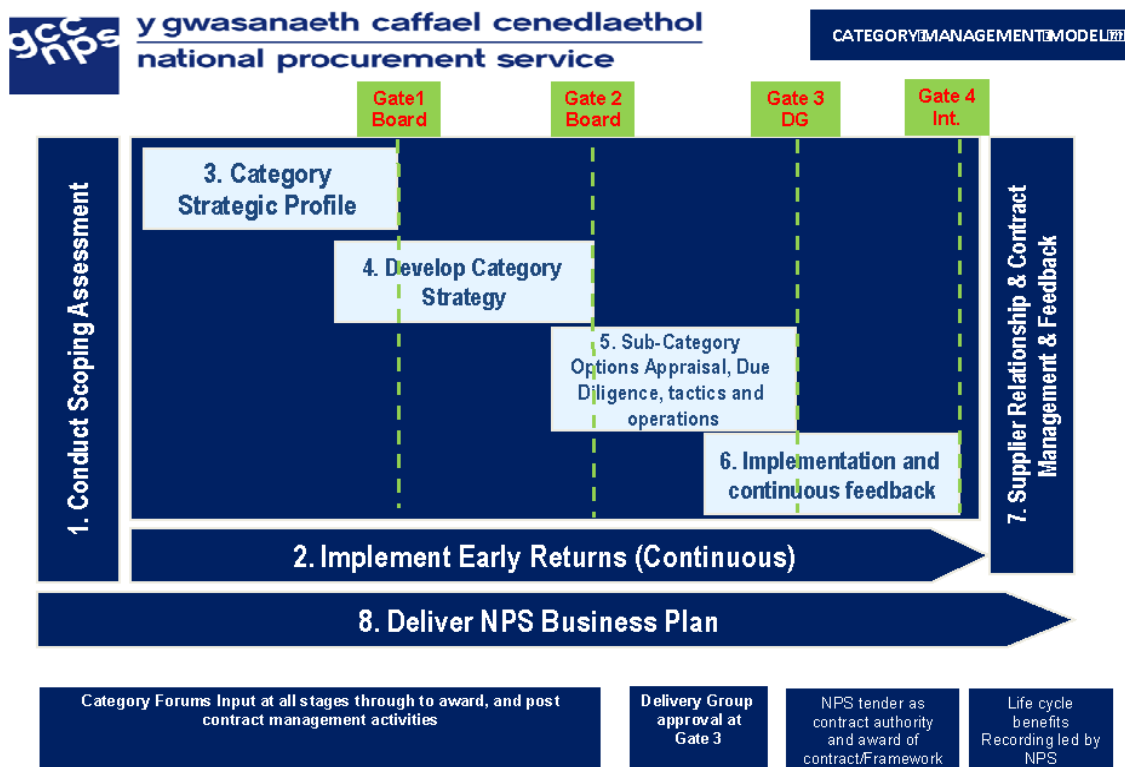 gcc
nps
y gwasanaeth caffael cenedlaethol
national procurement service
CATEGORY MANAGEMENT MODEL
Gate1
Board
Gate 2
Board
Gate 3
DG
Gate 4
Int.
1. Conduct Scoping Assessment
3. Category
Strategic Profile
4. Develop Category
Strategy
5. Sub-Category
Options Appraisal, Due
Diligence, tactics and
operations
6. Implementation and
continuous feedback
7. Supplier Relationship & Contract
Management & Feedback
2. Implement Early Returns (Continuous)
8. Deliver NPS Business Plan
Category Forums Input at all stages through to award, and post
contract management activities
Delivery Group
approval at
Gate 3
NPS tender as
contract authority
and award of
contract/Framework
Life cycle
benefits
Recording led by
NPS